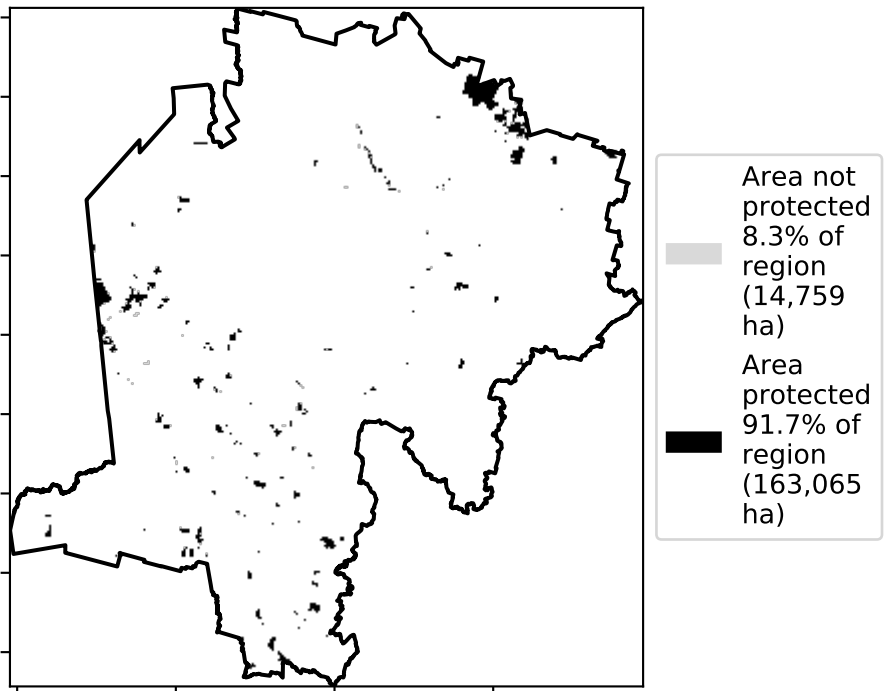 Area not
protected
8.3% of
region
(14,759
ha)
Area
protected
91.7% of
region
(163,065
ha)